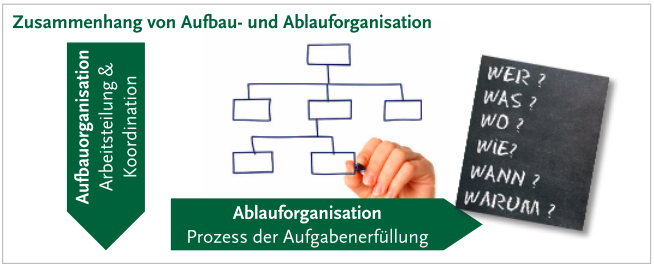 Zusammenhang von Aufbau- und Ablauforganisation
Aufbauorganisation
Arbeitsteilung &
Koordination
WER ?
WAS ?
WO ?
WIE?
WANN ?
WARUM ?
Ablauforganisation
Prozess der Aufgabenerfüllung